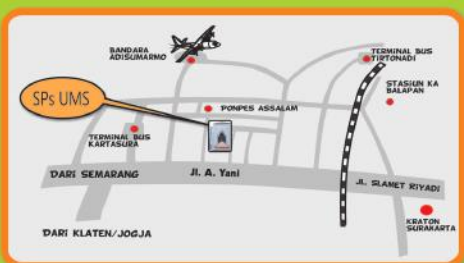 BANDARA
ADISUMARMO
TERMINAL BUS
TIRTONADI
STASIUN KA
BALAPAN
SPs UMS
PONPES ASSALAM
TERMINAL BUS
KARTASURA
DARI SEMARANG
Jl. A. Yani
JL. SLAMET RIYADI
KRATON
SURAKARTA
DARI KLATEN/JOGJA